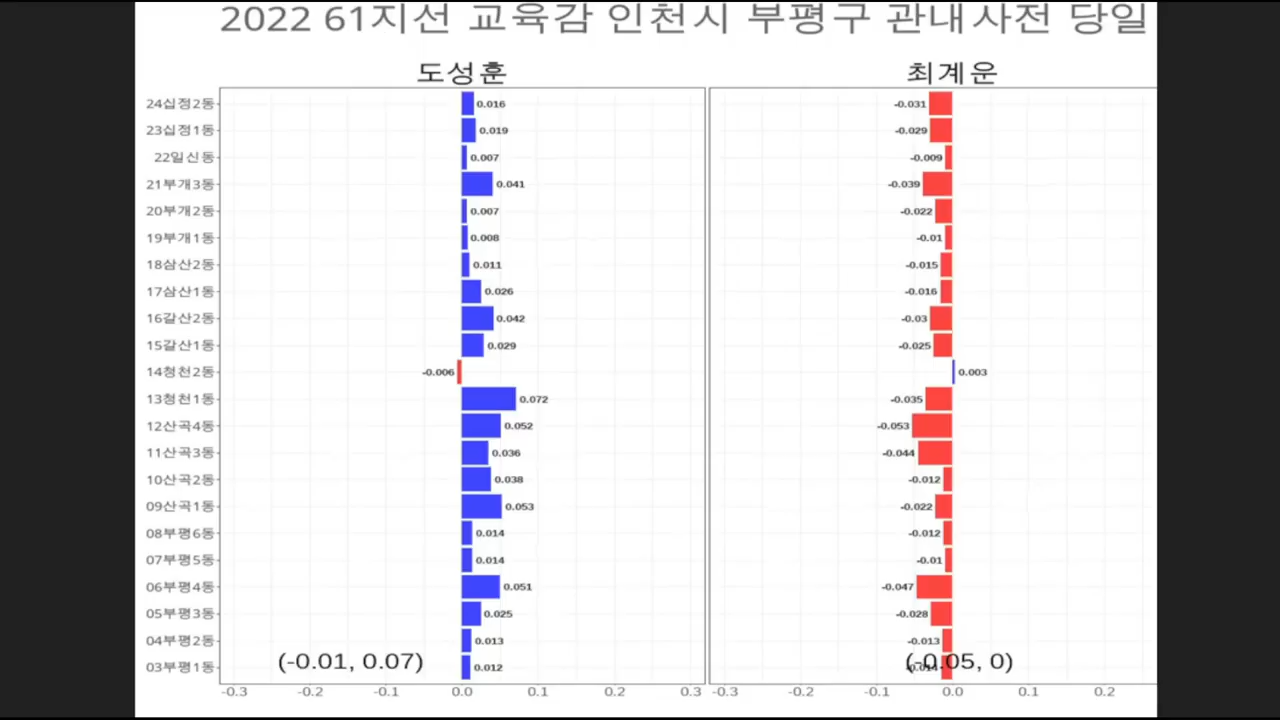 2022 61지선 교육감 인천시 부평구 관내사전 당일
도성훈 최계운
24십정2동 0.016 -0.031
23십정1동 0.019 -0.029
22일신동 0.007 -0.009
21부개3동 0.041 -0.039
20부개2동 0.007 -0.022
19부개1동 0.008 -0.01
18삼산2동 0.011 -0.015
17삼산1동 0.026 -0.016
16갈산2동 0.042 -0.03
15갈산1동 0.029 -0.025
14청천2동 -0.006 0.003
13청천1동 0.072 -0.035
12산곡4동 0.052 -0.053
11산곡3동 0.036 -0.044
10산곡2동 0.038 -0.012
09산곡1동 0.053 -0.022
08부평6동 0.014 -0.012
07부평5동 0.014 -0.01
06부평4동 0.051 -0.047
05부평3동 0.025 -0.028
04부평2동 0.013 -0.013
03부평1동 (-0.01, 0.07) 0.012 (-0.05, 0)
-0.3 -0.2 -0.1 0.0 0.1 0.2 0.3 -0.3 -0.2 -0.1 0.0 0.1 0.2